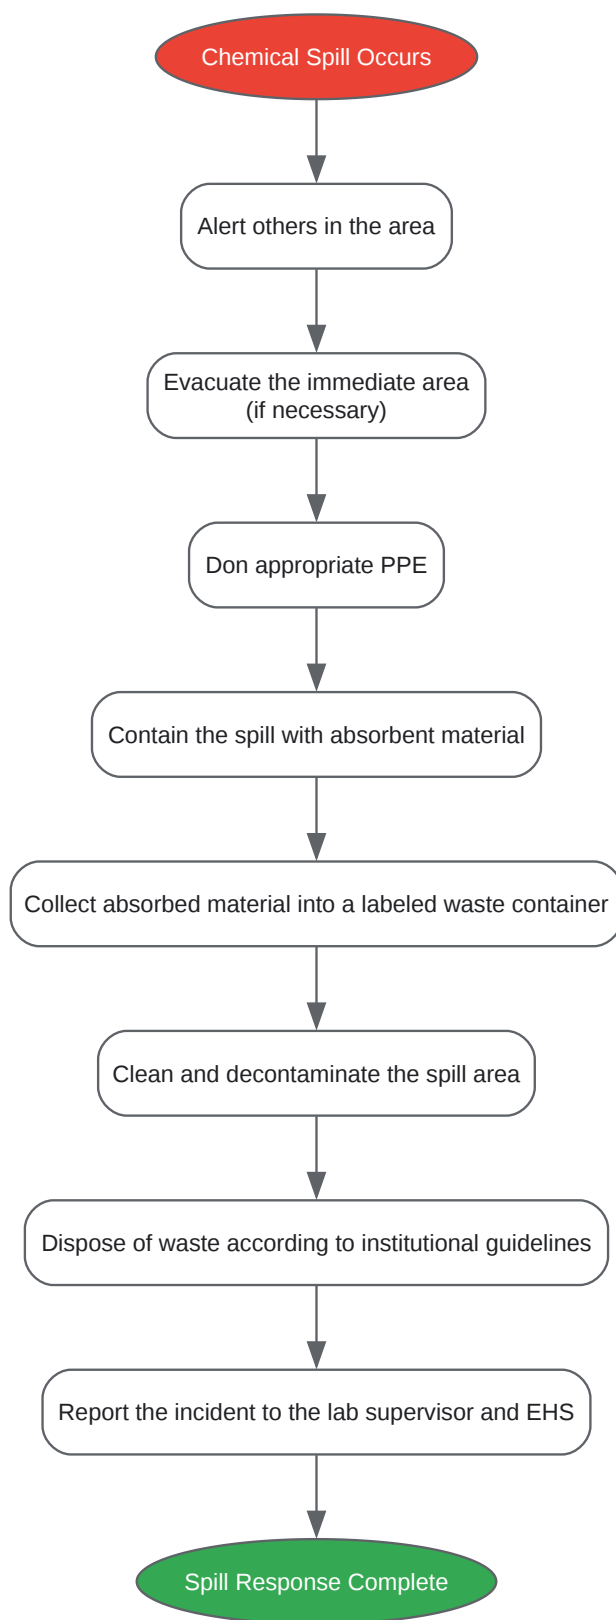 Chemical Spill Occurs
Alert others in the area
Evacuate the immediate area
(if necessary)
Don appropriate PPE
Contain the spill with absorbent material
Collect absorbed material into a labeled waste container
Clean and decontaminate the spill area
Dispose of waste according to institutional guidelines
Report the incident to the lab supervisor and EHS
Spill Response Complete